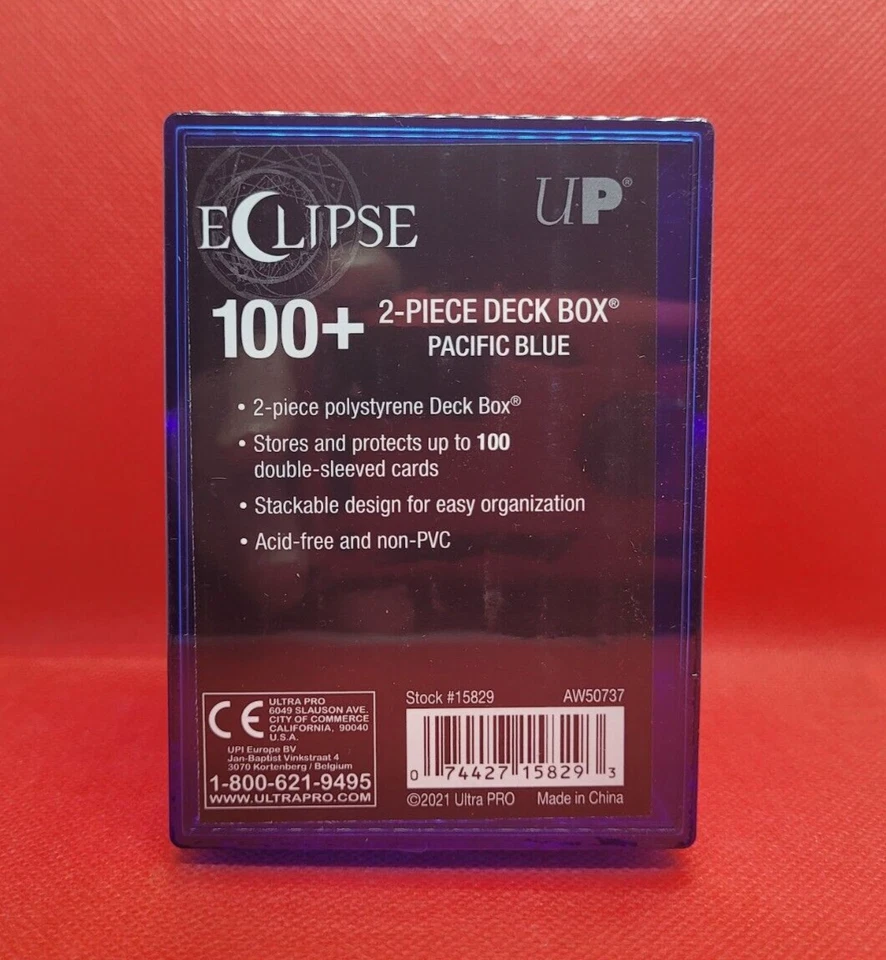 ECLIPSE
UP®
100+
2-PIECE DECK BOX®
PACIFIC BLUE
• 2-piece polystyrene Deck Box®
• Stores and protects up to 100
double-sleeved cards
• Stackable design for easy organization
• Acid-free and non-PVC
CE
ULTRA PRO
6049 SLAUSON AVE.
CITY OF COMMERCE
CALIFORNIA, 90040
U.S.A.
UPI Europe BV
Jan-Baptist Vinkstraat 4
3070 Kortenberg / Belgium
1-800-621-9495
WWW.ULTRAPRO.COM
Stock #15829 AW50737
0 74427 15829 3
©2021 Ultra PRO Made in China